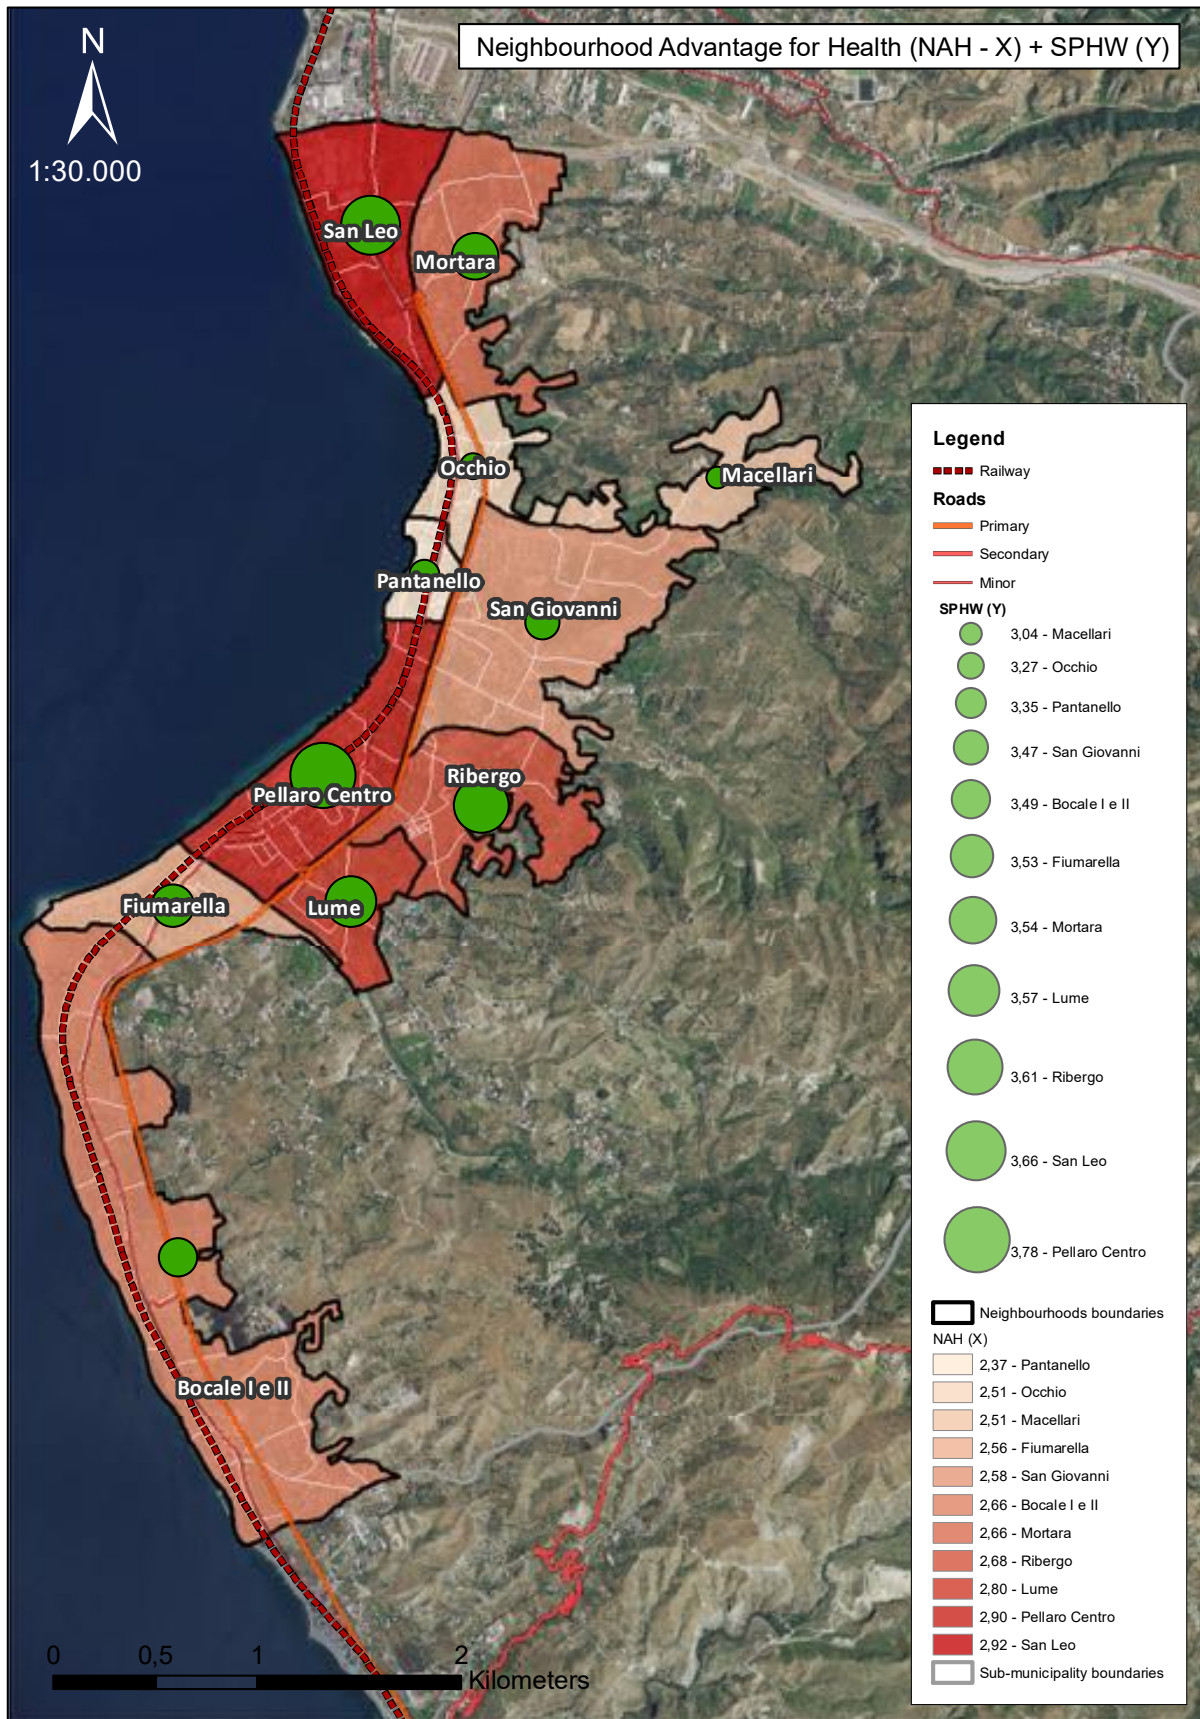 Neighbourhood Advantage for Health (NAH - X) + SPHW (Y)
N
1:30.000
San Leo
Mortara
Occhio
Macellari
Pantanello
San Giovanni
Ribergo
Pellaro Centro
Fiumarella
Lume
Bocale I e II
Legend
Railway
Roads
Primary
Secondary
Minor
SPHW (Y)
3,04 - Macellari
3,27 - Occhio
3,35 - Pantanello
3,47 - San Giovanni
3,49 - Bocale I e II
3,53 - Fiumarella
3,54 - Mortara
3,57 - Lume
3,61 - Ribergo
3,66 - San Leo
3,78 - Pellaro Centro
Neighbourhoods boundaries
NAH (X)
2,37 - Pantanello
2,51 - Occhio
2,51 - Macellari
2,56 - Fiumarella
2,58 - San Giovanni
2,66 - Bocale I e II
2,66 - Mortara
2,68 - Ribergo
2,80 - Lume
2,90 - Pellaro Centro
2,92 - San Leo
Sub-municipality boundaries
0 0,5 1 2
Kilometers